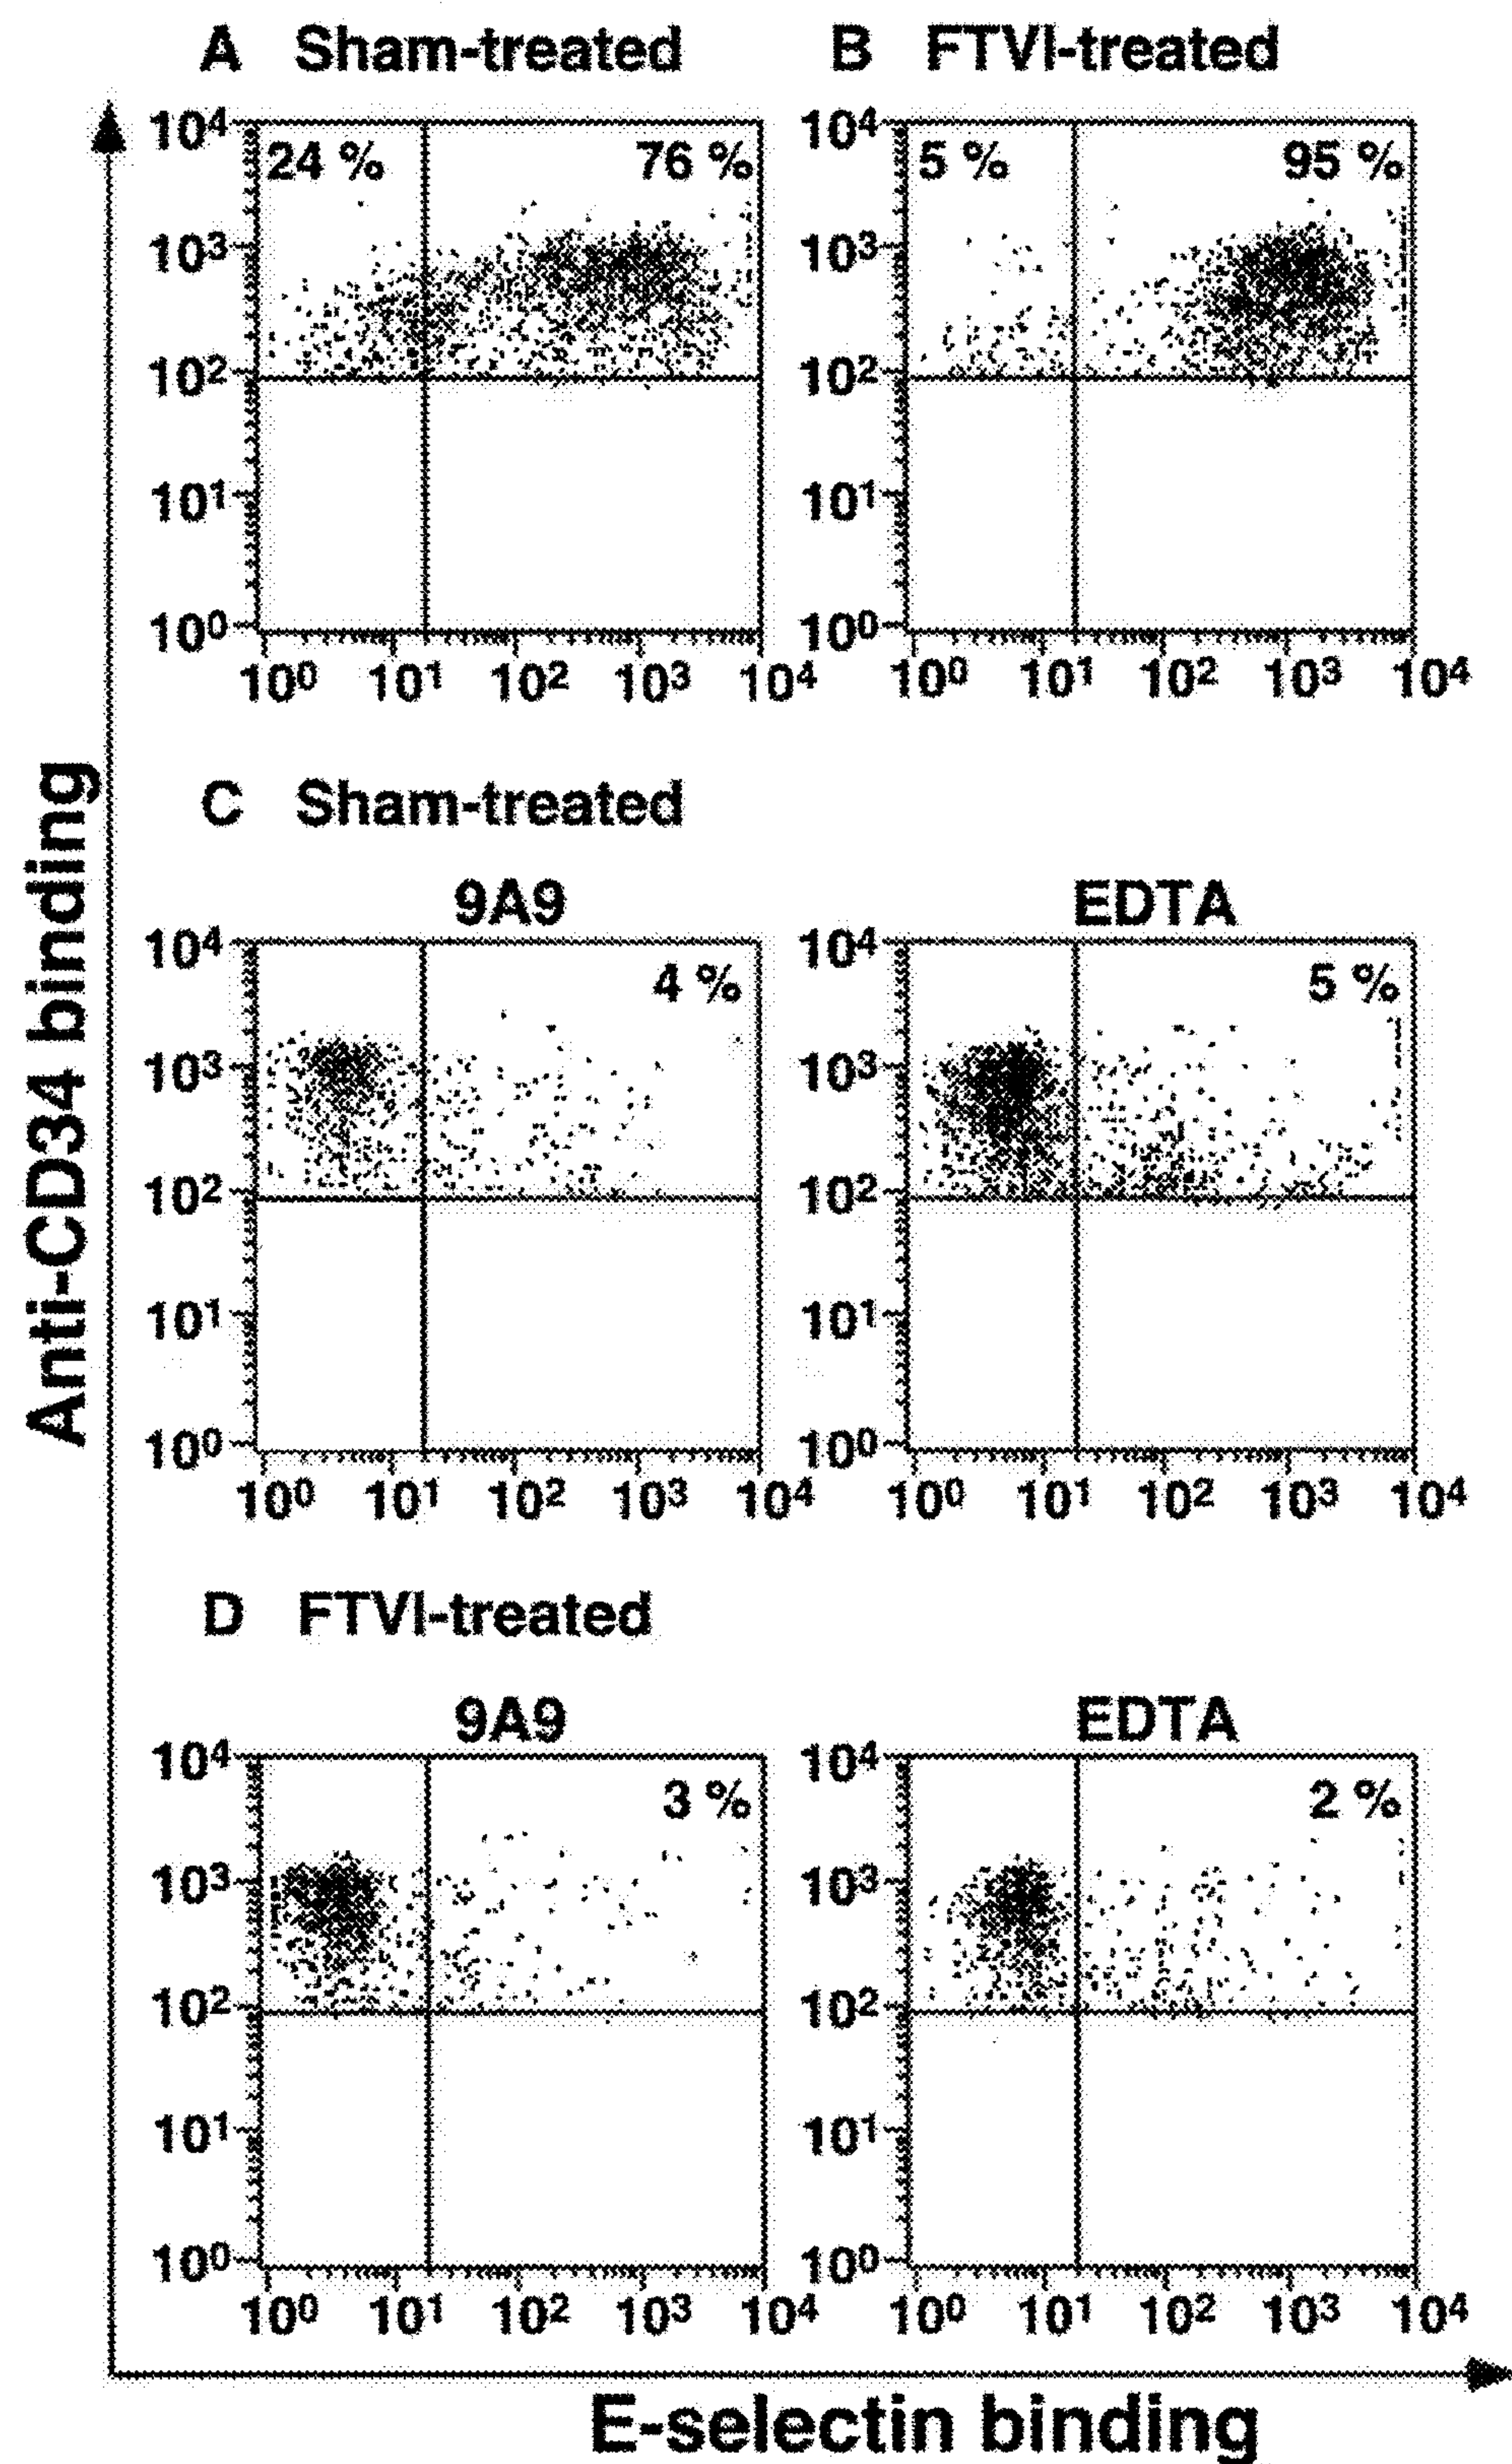 A Sham-treated
B FTVI-treated
10⁴
24 %
76 %
10³
10²
10¹
10⁰
10⁰ 10¹ 10² 10³ 10⁴
10⁴
5 %
95 %
10³
10²
10¹
10⁰
10⁰ 10¹ 10² 10³ 10⁴
C Sham-treated
9A9
10⁴
4 %
10³
10²
10¹
10⁰
10⁰ 10¹ 10² 10³ 10⁴
EDTA
10⁴
5 %
10³
10²
10¹
10⁰
10⁰ 10¹ 10² 10³ 10⁴
D FTVI-treated
9A9
10⁴
3 %
10³
10²
10¹
10⁰
10⁰ 10¹ 10² 10³ 10⁴
EDTA
10⁴
2 %
10³
10²
10¹
10⁰
10⁰ 10¹ 10² 10³ 10⁴
Anti-CD34 binding
E-selectin binding